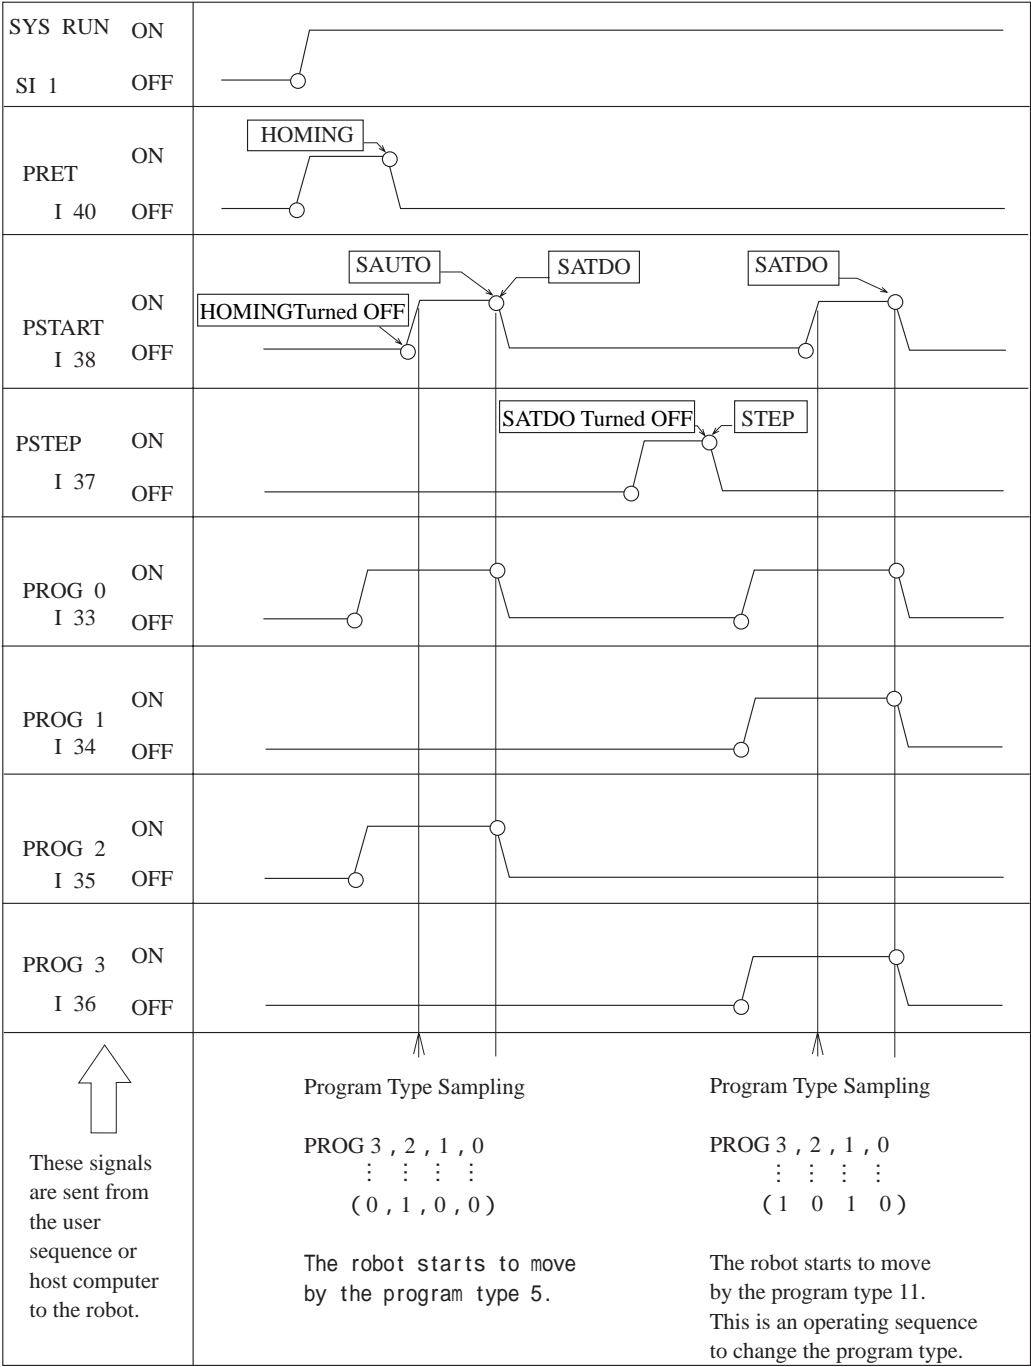 SYS RUN ON
SI 1 OFF
HOMING
PRET ON
I 40 OFF
SAUTO SATDO SATDO
HOMINGTurned OFF
ON
PSTART
I 38 OFF
SATDO Turned OFF STEP
PSTEP ON
I 37
OFF
ON
PROG 0
I 33 OFF
ON
PROG 1
I 34 OFF
ON
PROG 2
I 35 OFF
ON
PROG 3
I 36 OFF
These signals
are sent from
the user
sequence or
host computer
to the robot.
Program Type Sampling
PROG 3 , 2 , 1 , 0
( 0 , 1 , 0 , 0 )
The robot starts to move
by the program type 5.
Program Type Sampling
PROG 3 , 2 , 1 , 0
( 1 0 1 0 )
The robot starts to move
by the program type 11.
This is an operating sequence
to change the program type.